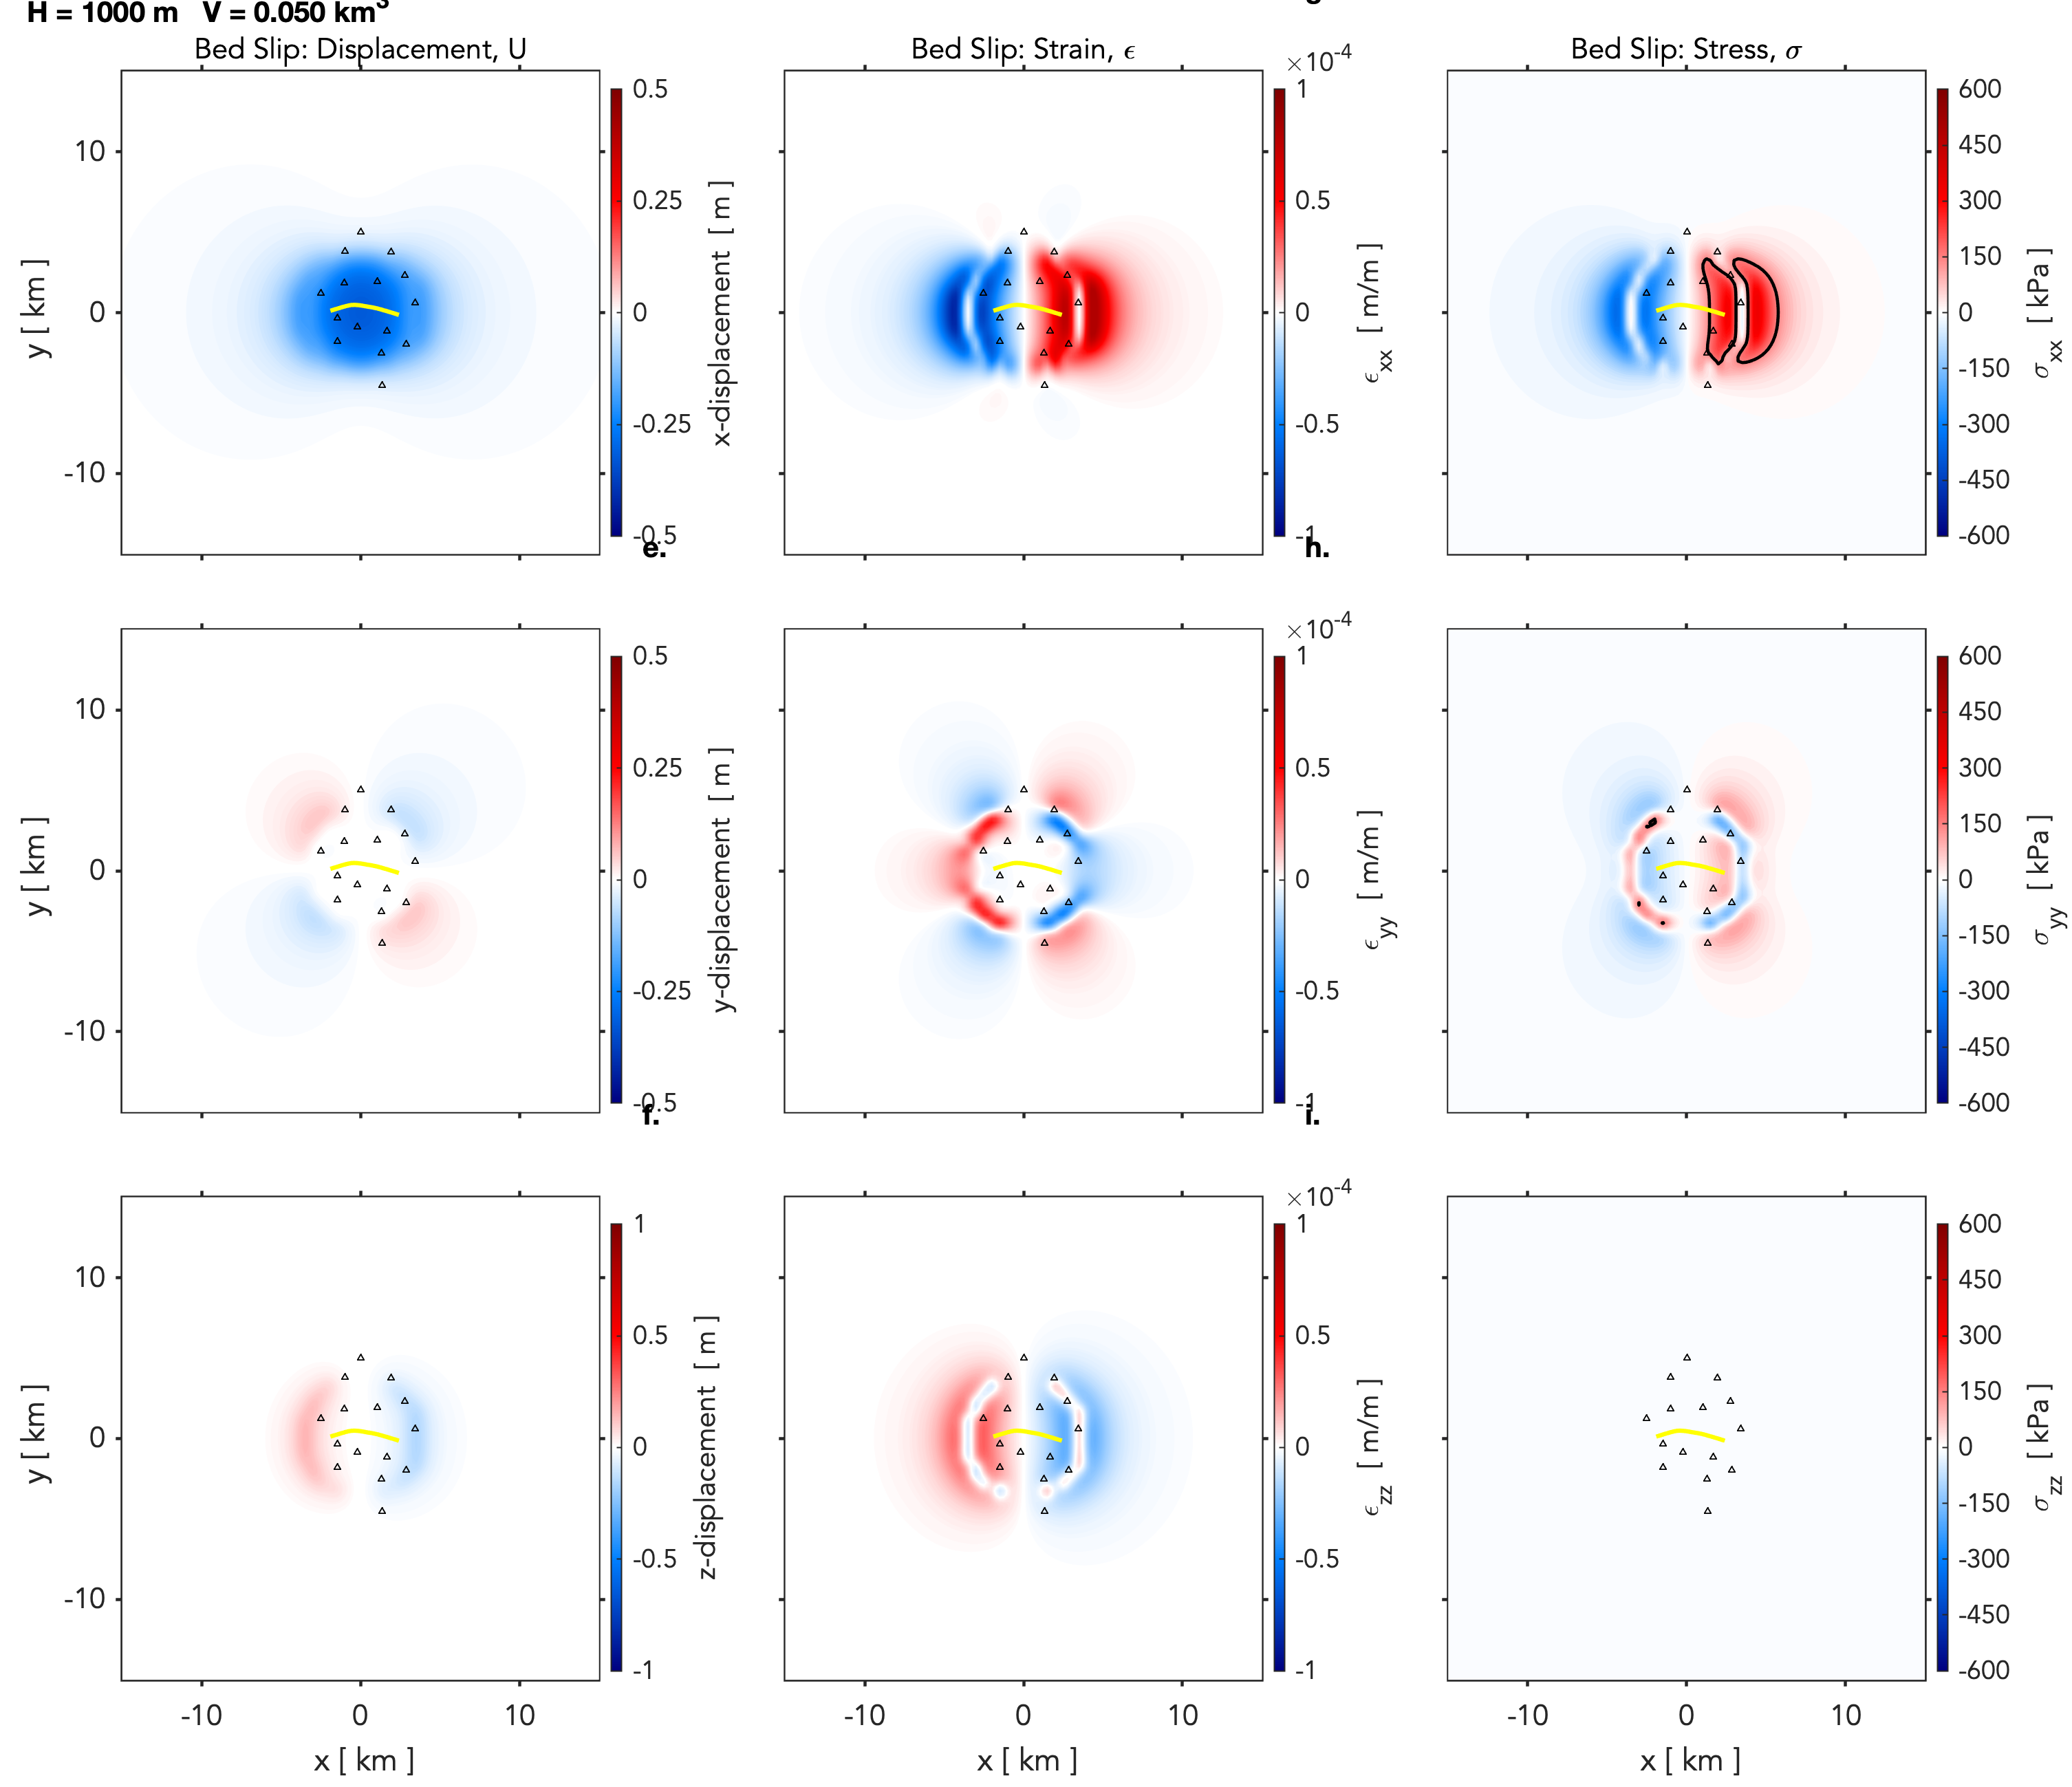 H = 1000 m V = 0.050 km³
Bed Slip: Displacement, U
Bed Slip: Strain, ϵ
Bed Slip: Stress, σ
10
0
-10
y [ km ]
0.5
0.25
0
-0.25
-0.5
x-displacement [ m ]
×10⁻⁴
1
0.5
0
-0.5
-1
ϵxx [ m/m ]
600
450
300
150
0
-150
-300
-450
-600
σxx [ kPa ]
e.
h.
10
0
-10
y [ km ]
0.5
0.25
0
-0.25
-0.5
y-displacement [ m ]
×10⁻⁴
1
0.5
0
-0.5
-1
ϵyy [ m/m ]
600
450
300
150
0
-150
-300
-450
-600
σyy [ kPa ]
f.
i.
10
0
-10
y [ km ]
1
0.5
0
-0.5
-1
z-displacement [ m ]
×10⁻⁴
1
0.5
0
-0.5
-1
ϵzz [ m/m ]
600
450
300
150
0
-150
-300
-450
-600
σzz [ kPa ]
-10 0 10
-10 0 10
-10 0 10
x [ km ]
x [ km ]
x [ km ]